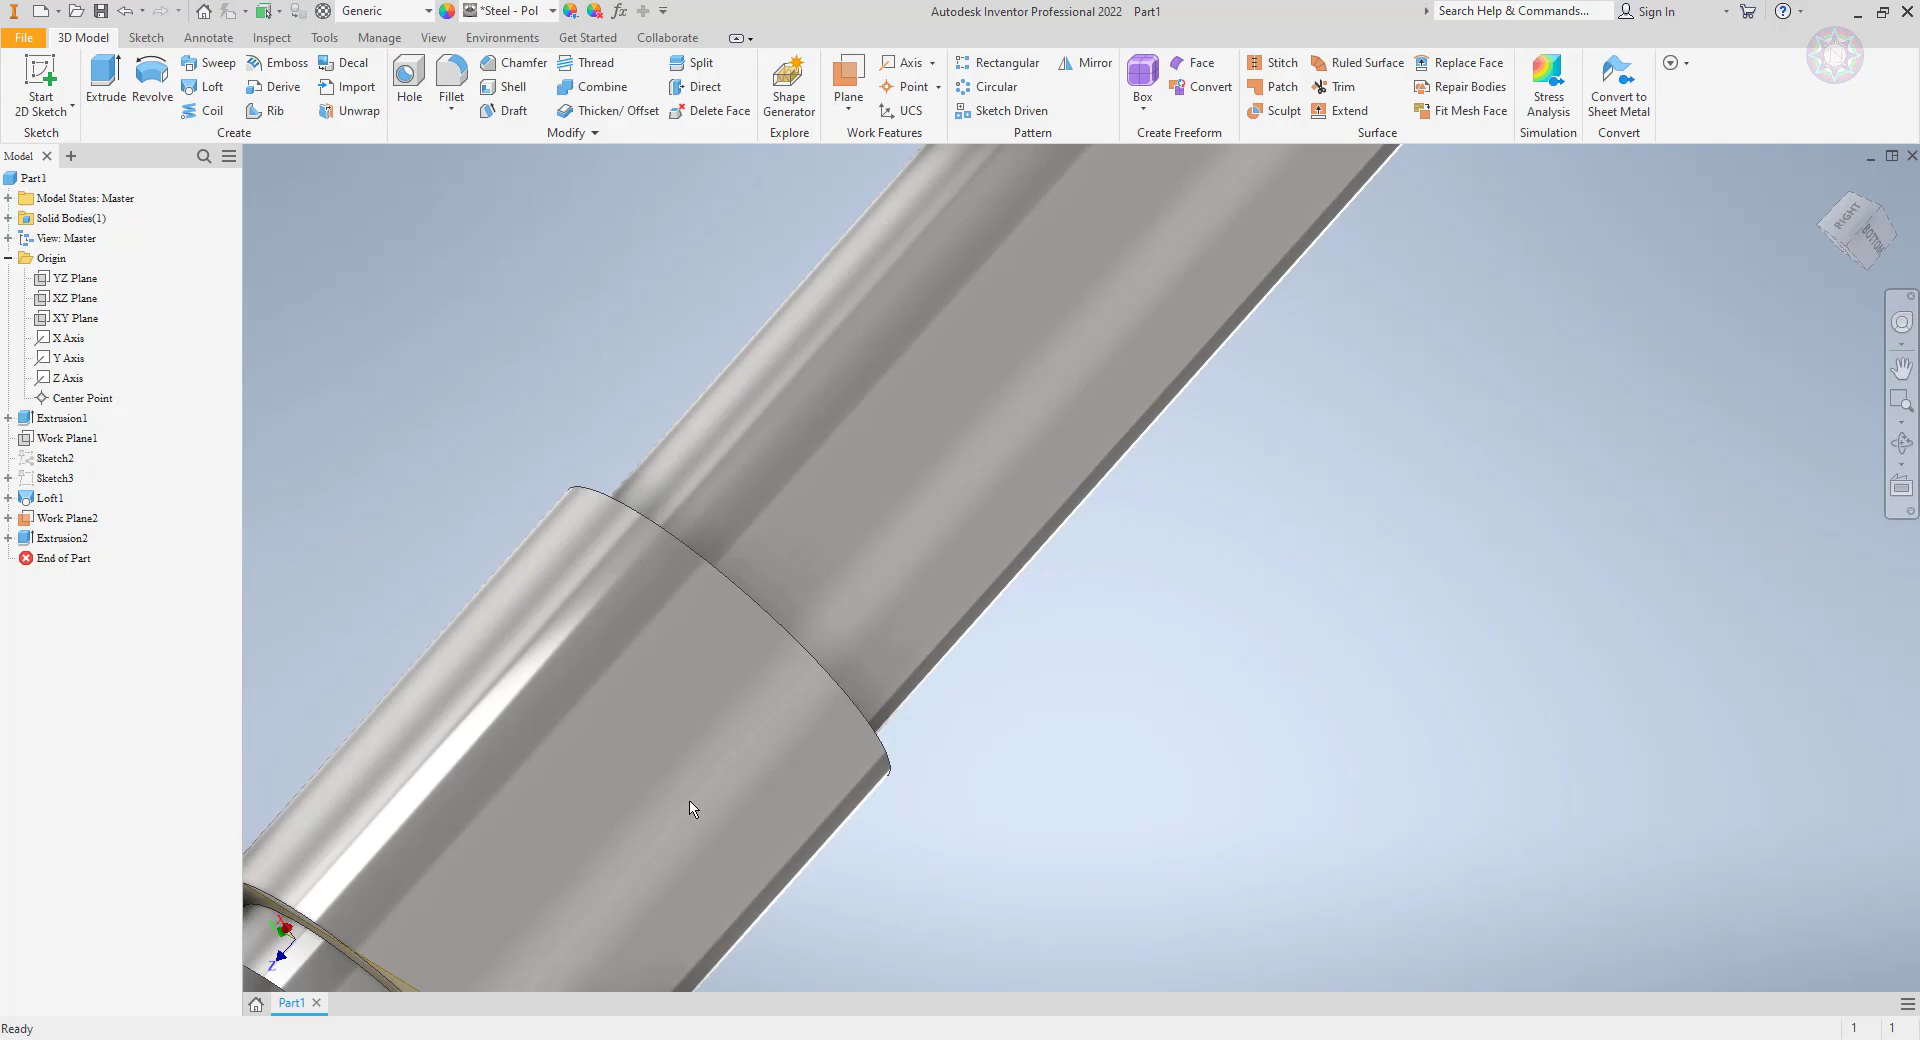 Generic *Steel - Pol fx Autodesk Inventor Professional 2022 Part1 Search Help & Commands... Sign In
File 3D Model Sketch Annotate Inspect Tools Manage View Environments Get Started Collaborate
Start
2D Sketch
Sketch
Extrude Revolve
Sweep Emboss Decal
Loft Derive Import
Coil Rib Unwrap
Create
Hole Fillet
Chamfer Thread Split
Shell Combine Direct
Draft Thicken/ Offset Delete Face
Modify
Shape
Generator
Explore
Plane
Axis
Point
UCS
Work Features
Rectangular Mirror
Circular
Sketch Driven
Pattern
Box
Face
Convert
Create Freeform
Stitch Ruled Surface Replace Face
Patch Trim Repair Bodies
Sculpt Extend Fit Mesh Face
Surface
Stress
Analysis
Simulation
Convert to
Sheet Metal
Convert
Model
Part1
Model States: Master
Solid Bodies(1)
View: Master
Origin
YZ Plane
XZ Plane
XY Plane
X Axis
Y Axis
Z Axis
Center Point
Extrusion1
Work Plane1
Sketch2
Sketch3
Loft1
Work Plane2
Extrusion2
End of Part
RIGHT
BOTTOM
X
Z
Part1
Ready 1 1